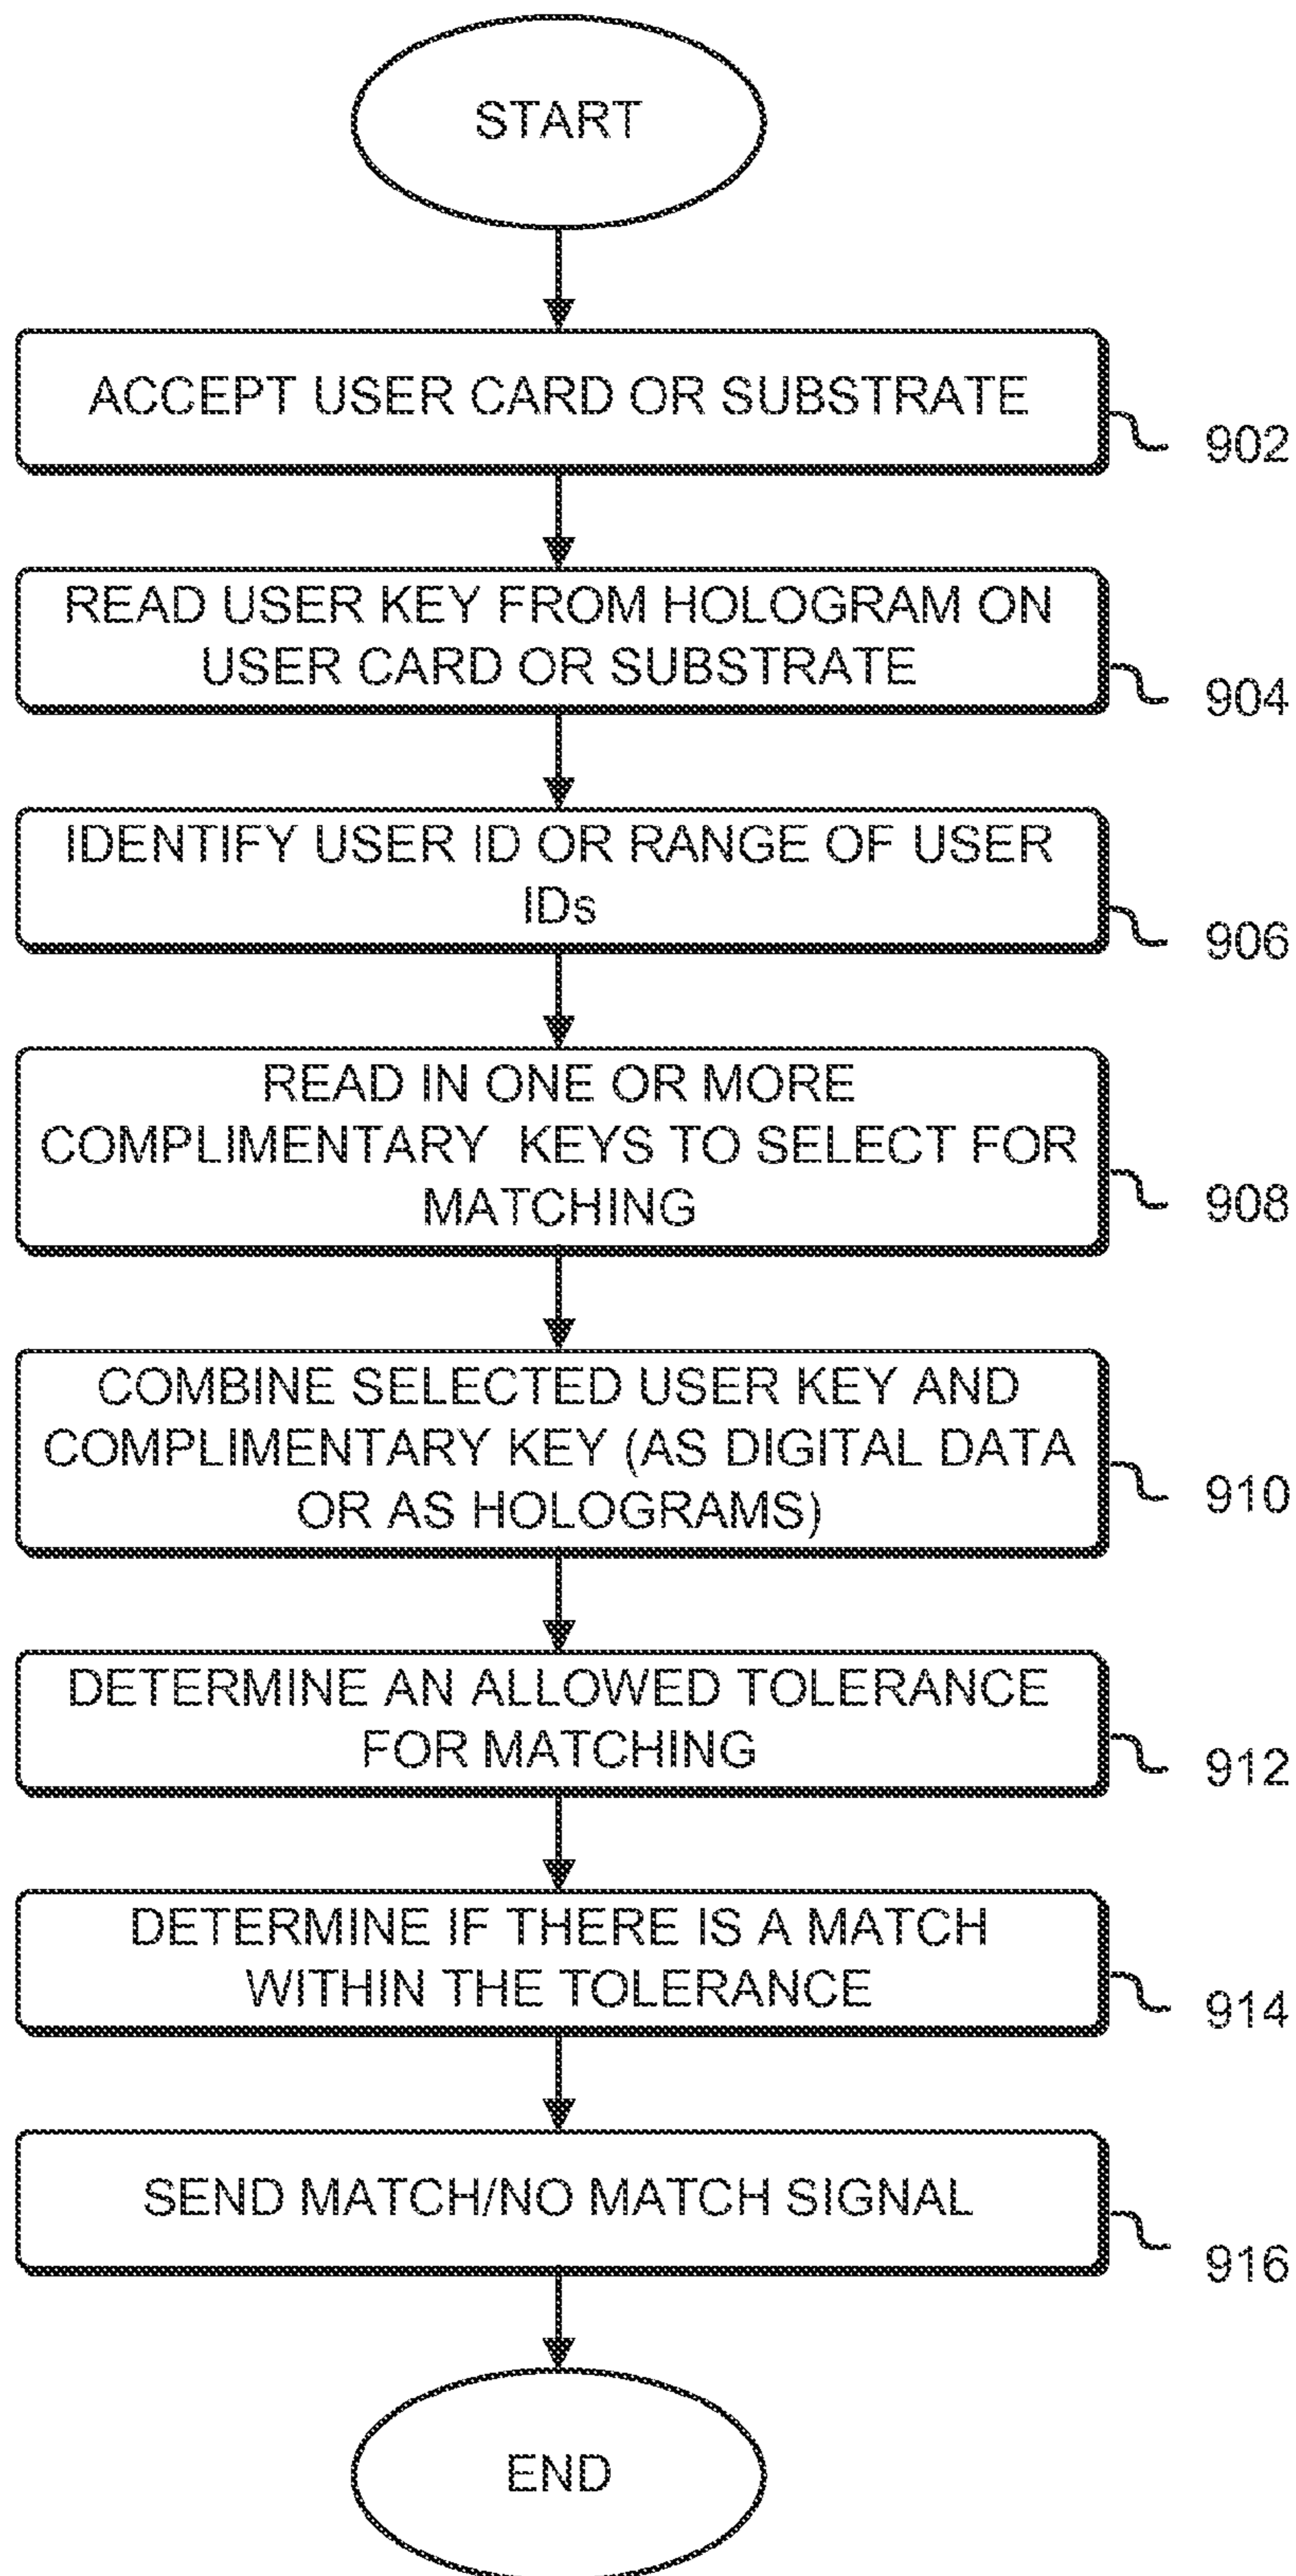 START
ACCEPT USER CARD OR SUBSTRATE
902
READ USER KEY FROM HOLOGRAM ON
USER CARD OR SUBSTRATE
904
IDENTIFY USER ID OR RANGE OF USER
IDs
906
READ IN ONE OR MORE
COMPLIMENTARY KEYS TO SELECT FOR
MATCHING
908
COMBINE SELECTED USER KEY AND
COMPLIMENTARY KEY (AS DIGITAL DATA
OR AS HOLOGRAMS)
910
DETERMINE AN ALLOWED TOLERANCE
FOR MATCHING
912
DETERMINE IF THERE IS A MATCH
WITHIN THE TOLERANCE
914
SEND MATCH/NO MATCH SIGNAL
916
END